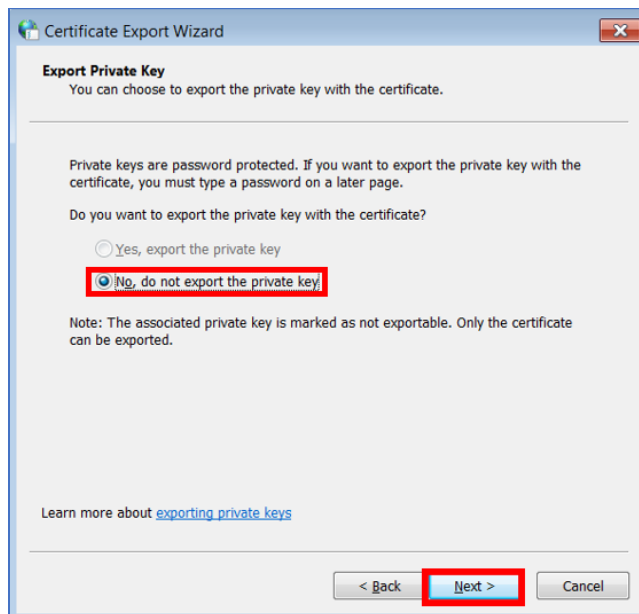 Certificate Export Wizard
Export Private Key
You can choose to export the private key with the certificate.
Private keys are password protected. If you want to export the private key with the
certificate, you must type a password on a later page.
Do you want to export the private key with the certificate?
Yes, export the private key
No, do not export the private key
Note: The associated private key is marked as not exportable. Only the certificate
can be exported.
Learn more about exporting private keys
< Back Next > Cancel